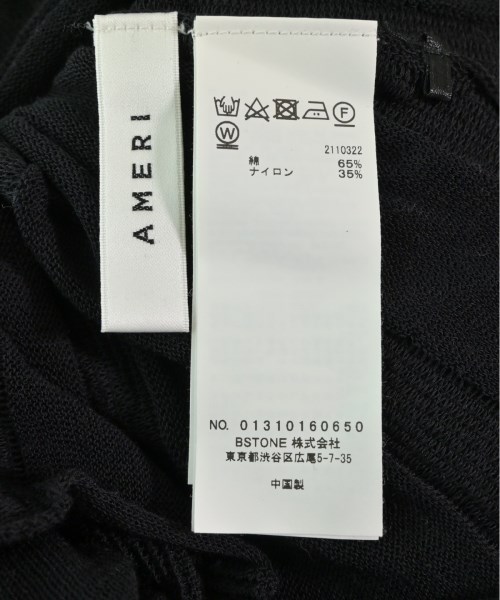 AMERI
F
W
2110322
綿 65%
ナイロン 35%
NO. 01310160650
BSTONE 株式会社
東京都渋谷区広尾5-7-35
中国製